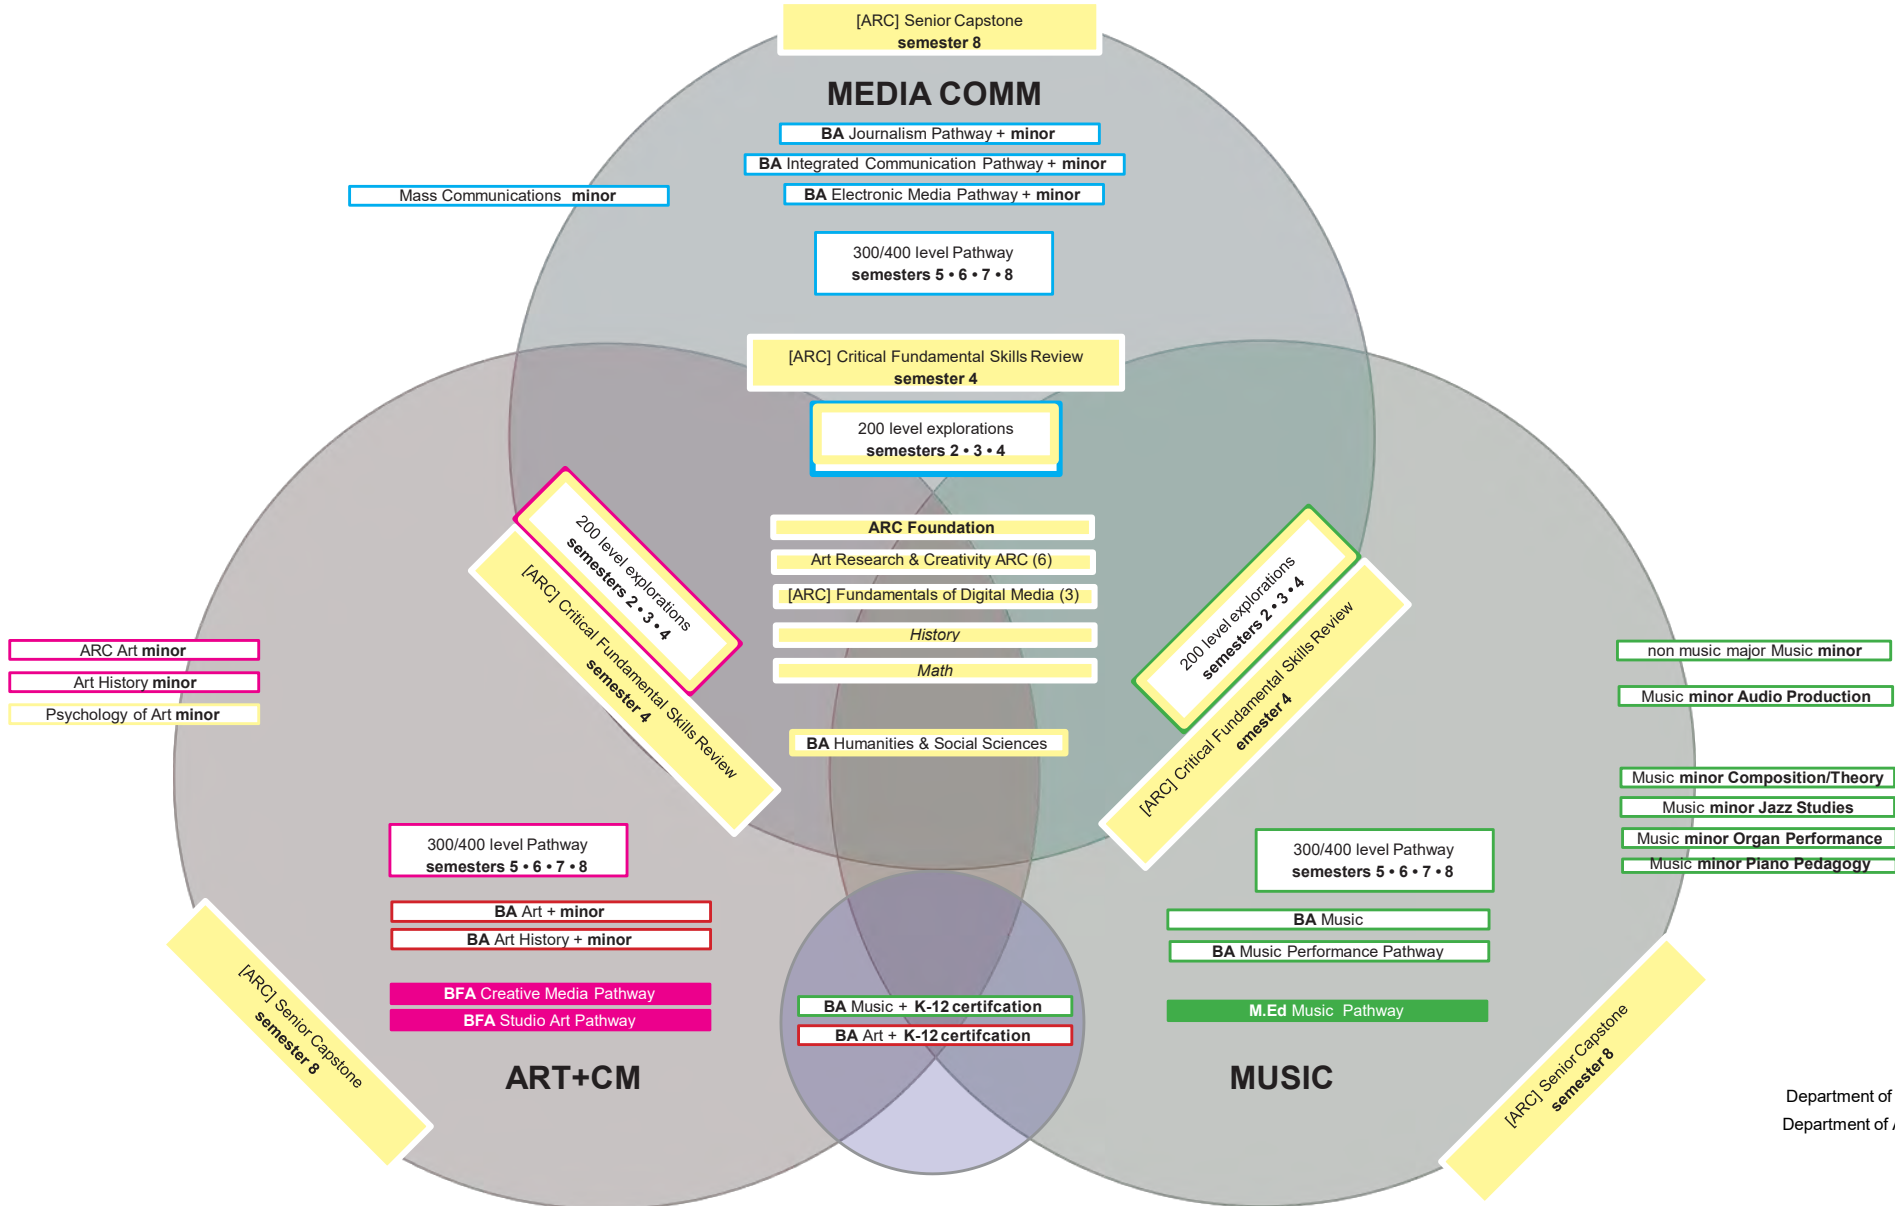 [ARC] Senior Capstone
semester 8
MEDIA COMM
BA Journalism Pathway + minor
BA Integrated Communication Pathway + minor
BA Electronic Media Pathway + minor
Mass Communications minor
300/400 level Pathway
semesters 5 • 6 • 7 • 8
[ARC] Critical Fundamental Skills Review
semester 4
200 level explorations
semesters 2 • 3 • 4
ARC Foundation
Art Research & Creativity ARC (6)
[ARC] Fundamentals of Digital Media (3)
History
Math
BA Humanities & Social Sciences
200 level explorations
semesters 2 • 3 • 4
[ARC] Critical Fundamental Skills Review
semester 4
200 level explorations
semesters 2 • 3 • 4
[ARC] Critical Fundamental Skills Review
emester 4
ARC Art minor
Art History minor
Psychology of Art minor
non music major Music minor
Music minor Audio Production
Music minor Composition/Theory
Music minor Jazz Studies
Music minor Organ Performance
Music minor Piano Pedagogy
300/400 level Pathway
semesters 5 • 6 • 7 • 8
BA Art + minor
BA Art History + minor
BFA Creative Media Pathway
BFA Studio Art Pathway
ART+CM
[ARC] Senior Capstone
semester 8
BA Music + K-12 certifcation
BA Art + K-12 certifcation
300/400 level Pathway
semesters 5 • 6 • 7 • 8
BA Music
BA Music Performance Pathway
M.Ed Music Pathway
MUSIC
[ARC] Senior Capstone
semester 8
Department of
Department of